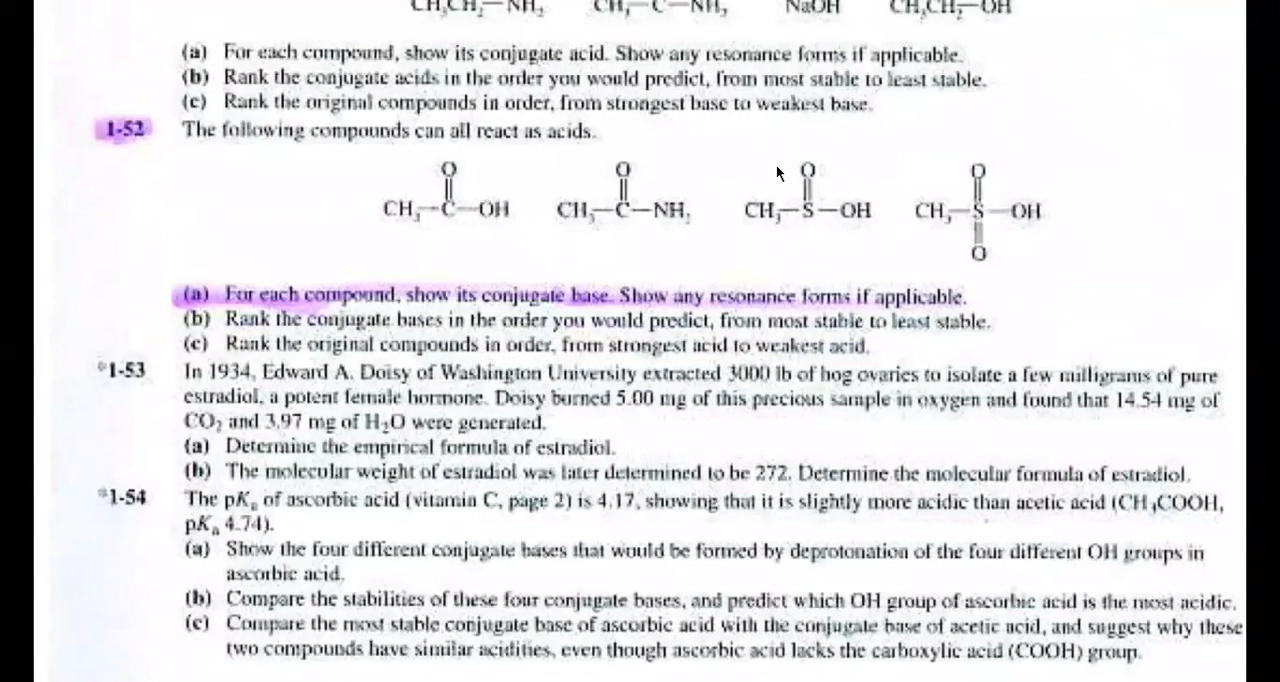 CH₃CH₂—NH₂ CH₃—C—NH₂ NaOH CH₃CH₂—OH
(a) For each compound, show its conjugate acid. Show any resonance forms if applicable.
(b) Rank the conjugate acids in the order you would predict, from most stable to least stable.
(c) Rank the original compounds in order, from strongest base to weakest base.
1-52 The following compounds can all react as acids.
O O O O
CH₃—C—OH CH₃—C—NH₂ CH₃—S—OH CH₃—S—OH
O
(a) For each compound, show its conjugate base. Show any resonance forms if applicable.
(b) Rank the conjugate bases in the order you would predict, from most stable to least stable.
(c) Rank the original compounds in order, from strongest acid to weakest acid.
*1-53 In 1934, Edward A. Doisy of Washington University extracted 3000 lb of hog ovaries to isolate a few milligrams of pure
estradiol, a potent female hormone. Doisy burned 5.00 mg of this precious sample in oxygen and found that 14.54 mg of
CO₂ and 3.97 mg of H₂O were generated.
(a) Determine the empirical formula of estradiol.
(b) The molecular weight of estradiol was later determined to be 272. Determine the molecular formula of estradiol.
*1-54 The pKₐ of ascorbic acid (vitamin C, page 2) is 4.17, showing that it is slightly more acidic than acetic acid (CH₃COOH,
pKₐ 4.74).
(a) Show the four different conjugate bases that would be formed by deprotonation of the four different OH groups in
ascorbic acid.
(b) Compare the stabilities of these four conjugate bases, and predict which OH group of ascorbic acid is the most acidic.
(c) Compare the most stable conjugate base of ascorbic acid with the conjugate base of acetic acid, and suggest why these
two compounds have similar acidities, even though ascorbic acid lacks the carboxylic acid (COOH) group.